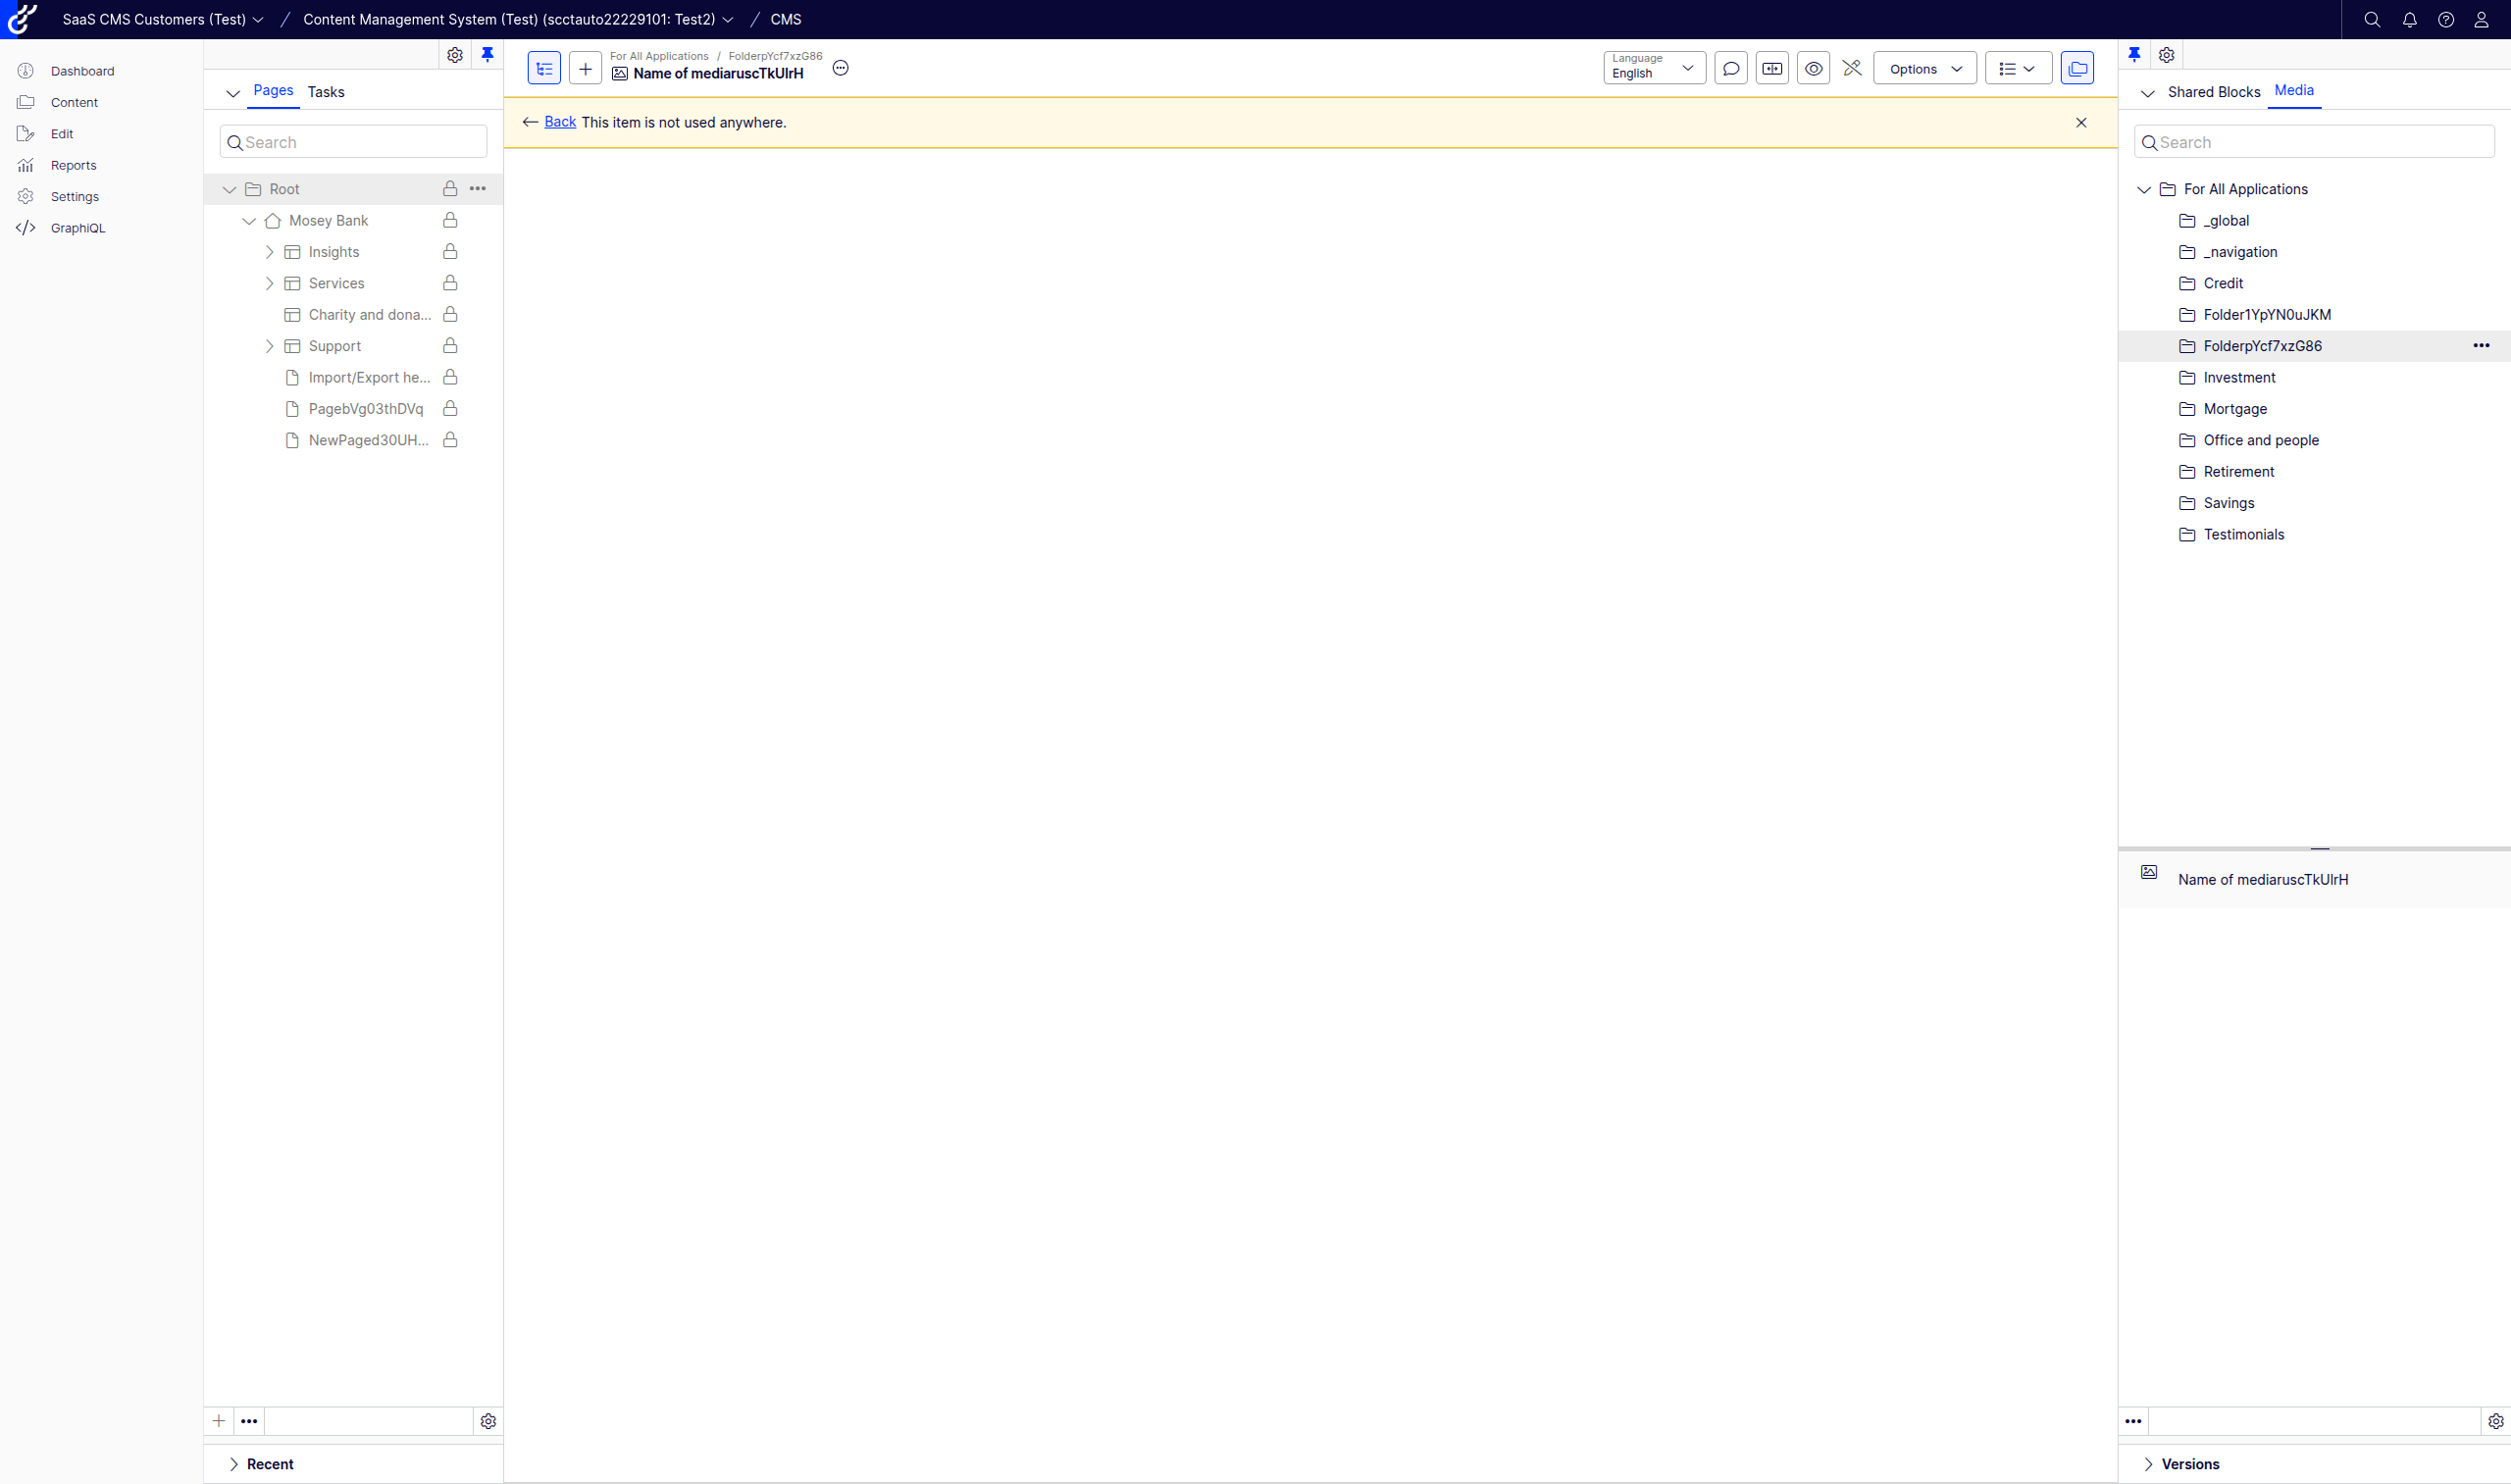 SaaS CMS Customers (Test) / Content Management System (Test) (scctauto22229101: Test2) / CMS
Dashboard
Content
Edit
Reports
Settings
GraphiQL
Pages Tasks
Search
Root
Mosey Bank
Insights
Services
Charity and dona...
Support
Import/Export he...
PagebVg03thDVq
NewPaged30UH...
Recent
For All Applications / FolderpYcf7xzG86
Name of mediaruscTkUIrH
Language
English
Options
Back This item is not used anywhere.
Shared Blocks Media
Search
For All Applications
_global
_navigation
Credit
Folder1YpYN0uJKM
FolderpYcf7xzG86
Investment
Mortgage
Office and people
Retirement
Savings
Testimonials
Name of mediaruscTkUIrH
Versions